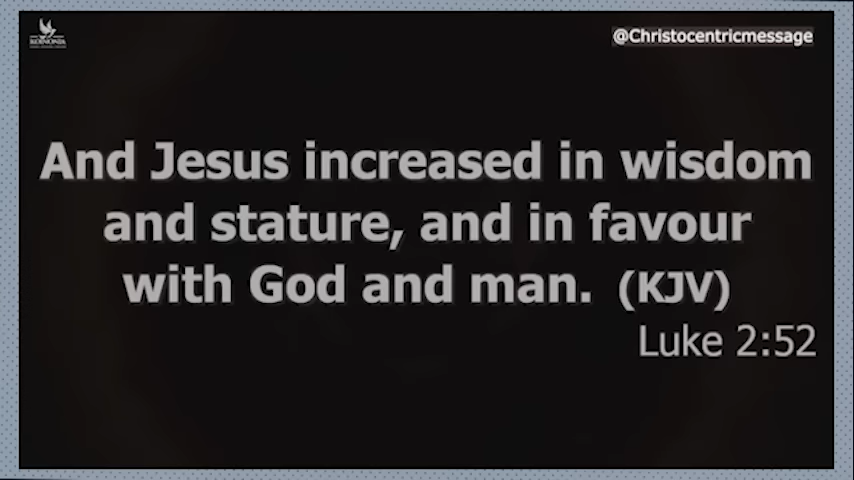 KOINONIA
@Christocentricmessage
And Jesus increased in wisdom
and stature, and in favour
with God and man. (KJV)
Luke 2:52